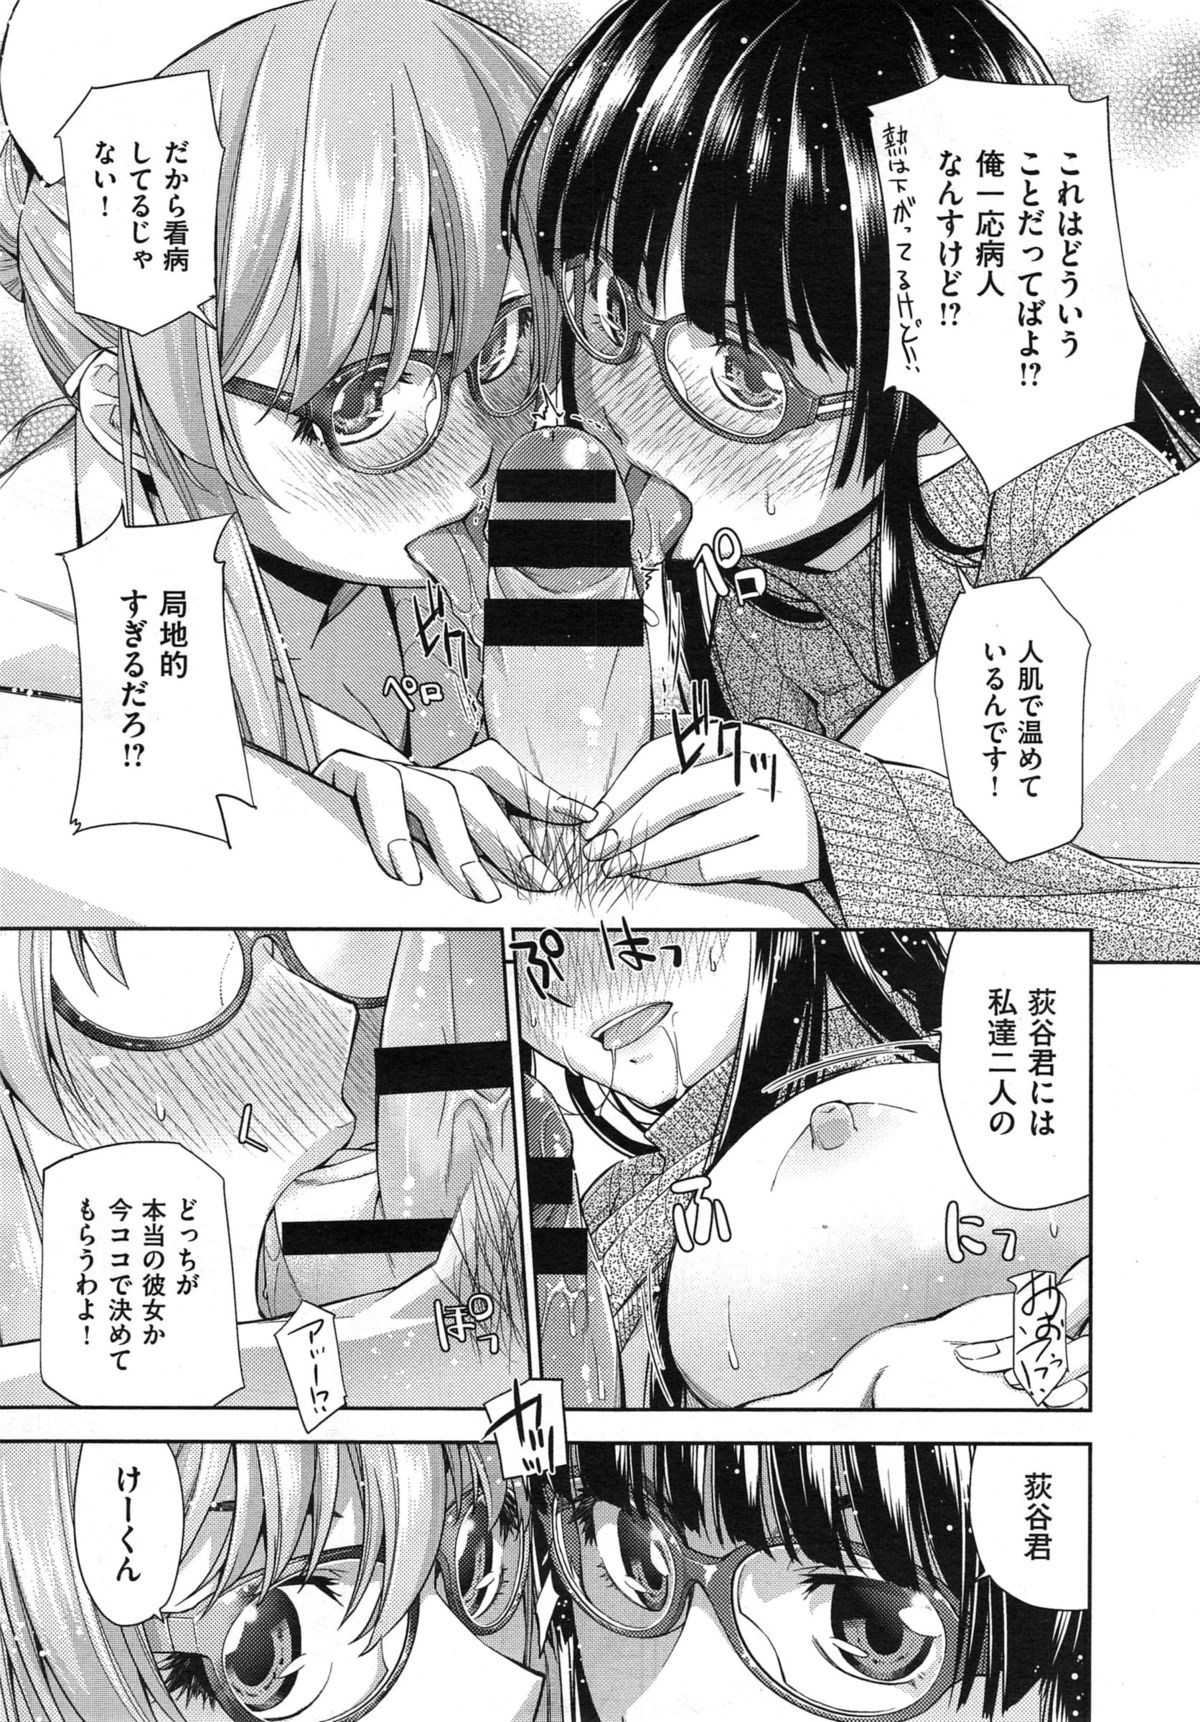 これはどういう
ことだってばよ!?
俺一応病人
なんすけど!?
熱は下がってるけど!!
だから看病
してるじゃ
ない!
人肌で温めて
いるんです!
局地的
すぎるだろ!?
ペロ
ペロ
ビクッ
ビクッ
荻谷君には
私達二人の
はっ
ぷ
ぷ
にっ
おおっ
どっちが
本当の彼女か
今ココで決めて
もらうわよ!
ぽっ
アッー!?
荻谷君
けーくん